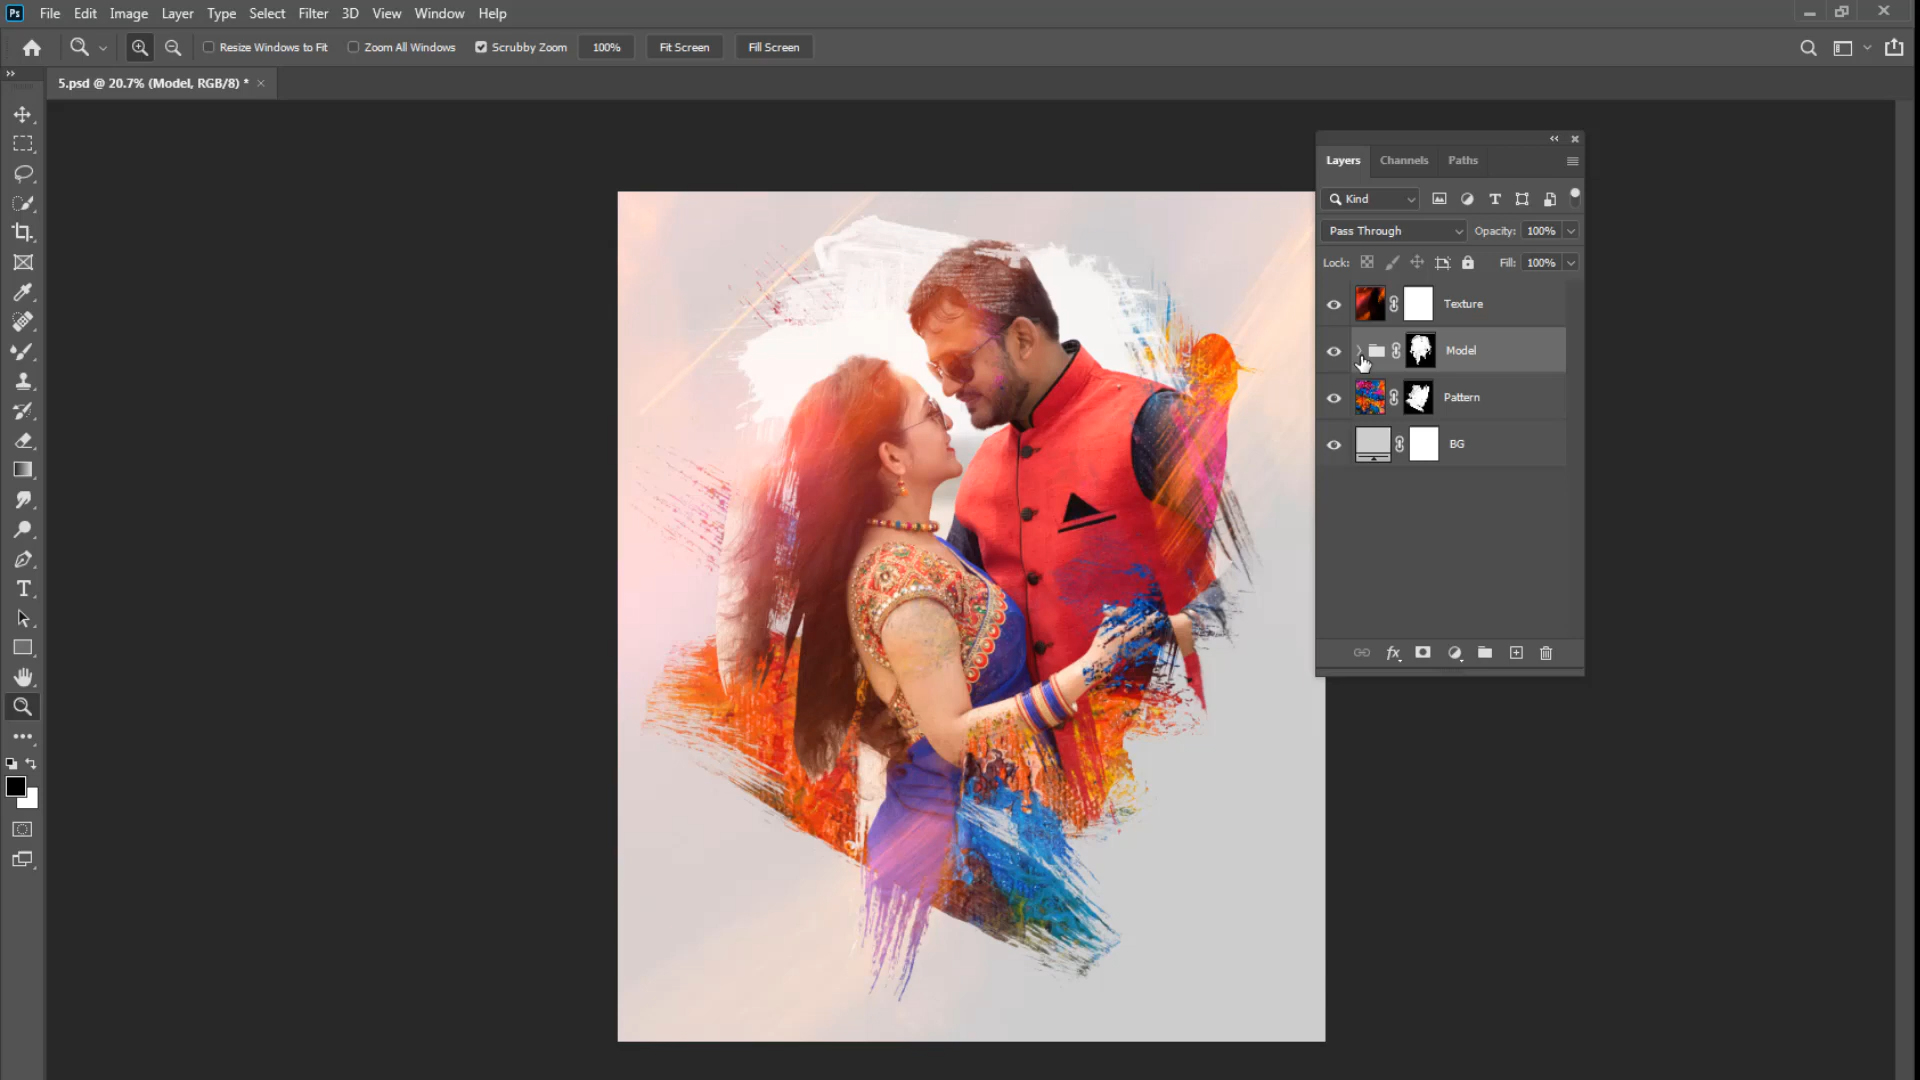 Ps File Edit Image Layer Type Select Filter 3D View Window Help
Resize Windows to Fit Zoom All Windows Scrubby Zoom 100% Fit Screen Fill Screen
5.psd @ 20.7% (Model, RGB/8) *
Layers Channels Paths
Kind
Pass Through Opacity: 100%
Lock: Fill: 100%
Texture
Model
Pattern
BG
fx